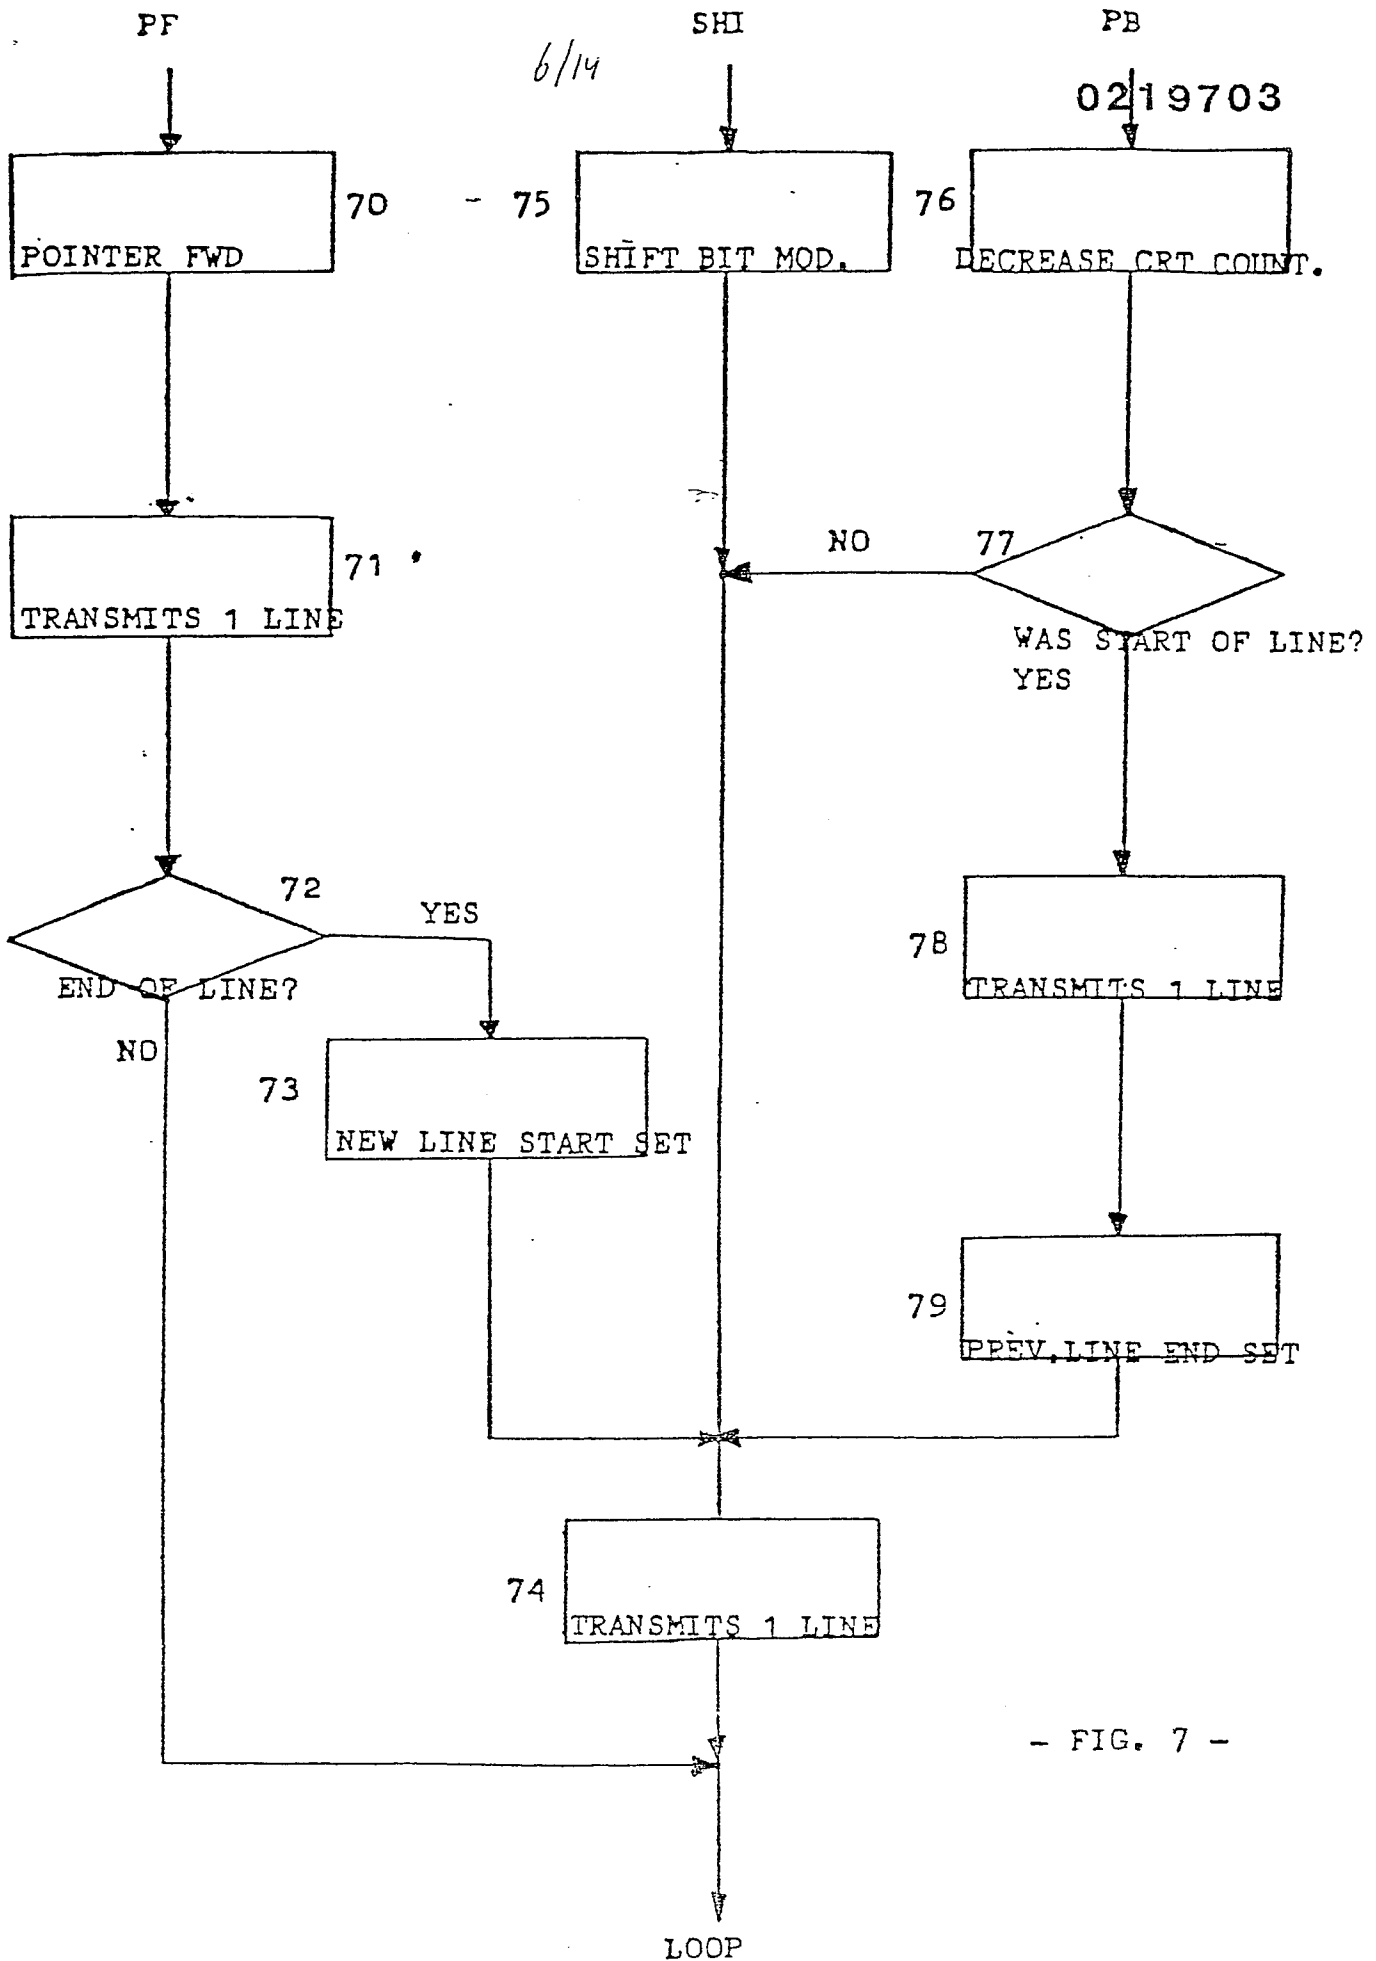 PF
SHI
PB
6/14
0219703
70
- 75
76
POINTER FWD
SHIFT BIT MOD.
DECREASE CRT COUNT.
71
NO
77
TRANSMITS 1 LINE
WAS START OF LINE?
YES
72
YES
78
END OF LINE?
TRANSMITS 1 LINE
NO
73
NEW LINE START SET
79
PREV.LINE END SET
74
TRANSMITS 1 LINE
- FIG. 7 -
LOOP